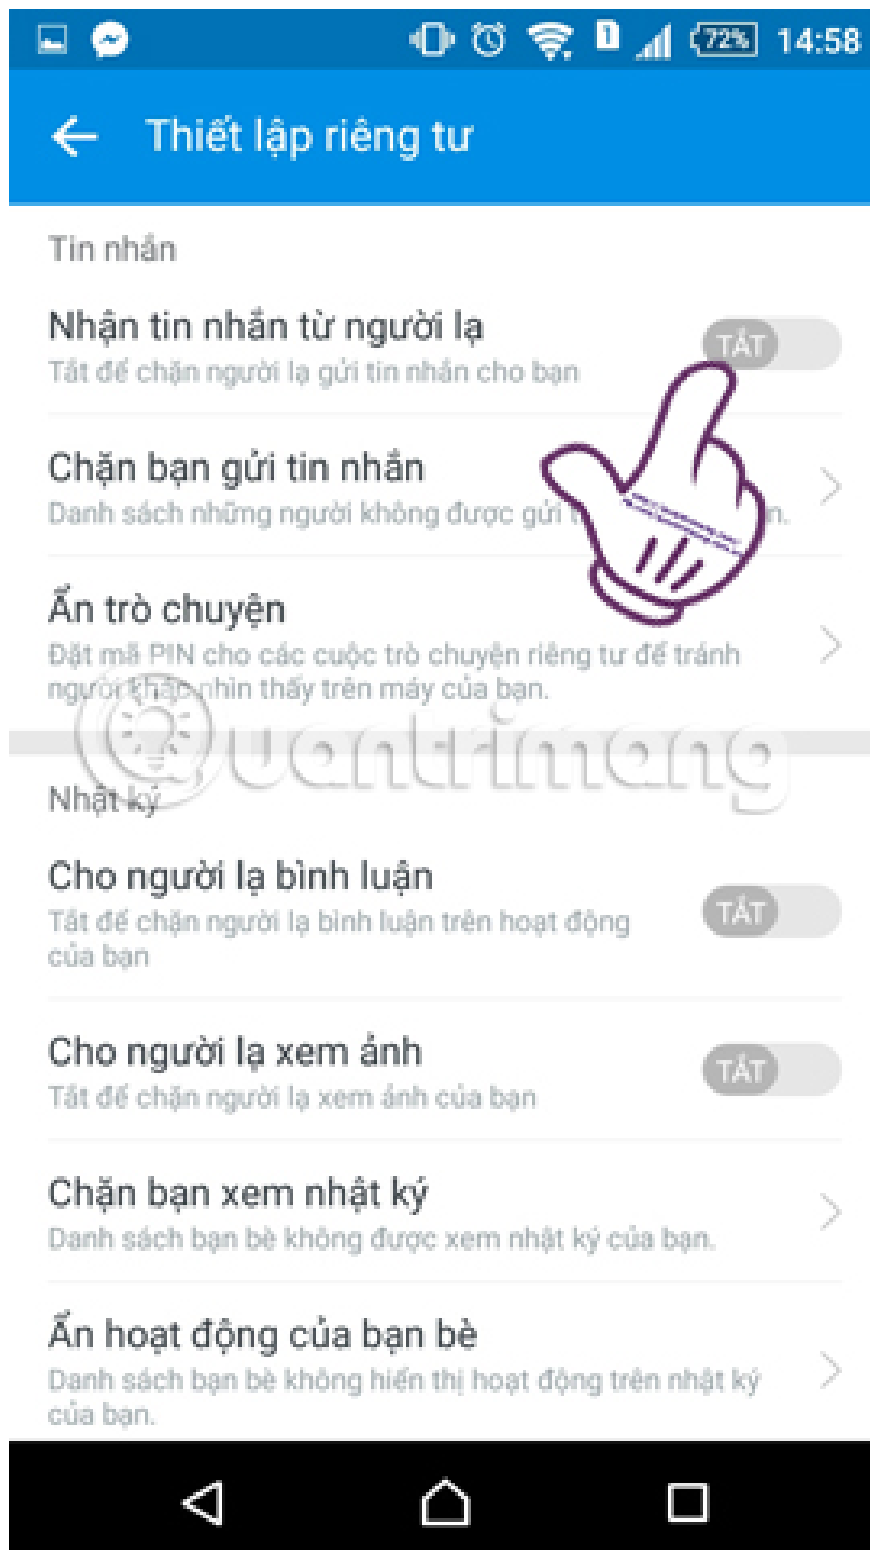 72%
14:58
Thiết lập riêng tư
Tin nhắn
Nhận tin nhắn từ người lạ
TẮT
Tắt để chặn người lạ gửi tin nhắn cho bạn
Chặn bạn gửi tin nhắn
Danh sách những người không được gửi
Ẩn trò chuyện
Đặt mã PIN cho các cuộc trò chuyện riêng tư để tránh
người khác nhìn thấy trên máy của bạn.
Quantrimang
Nhật ký
Cho người lạ bình luận
TẮT
Tắt để chặn người lạ bình luận trên hoạt động
của bạn
Cho người lạ xem ảnh
TẮT
Tắt để chặn người lạ xem ảnh của bạn
Chặn bạn xem nhật ký
Danh sách bạn bè không được xem nhật ký của bạn.
Ẩn hoạt động của bạn bè
Danh sách bạn bè không hiển thị hoạt động trên nhật ký
của bạn.